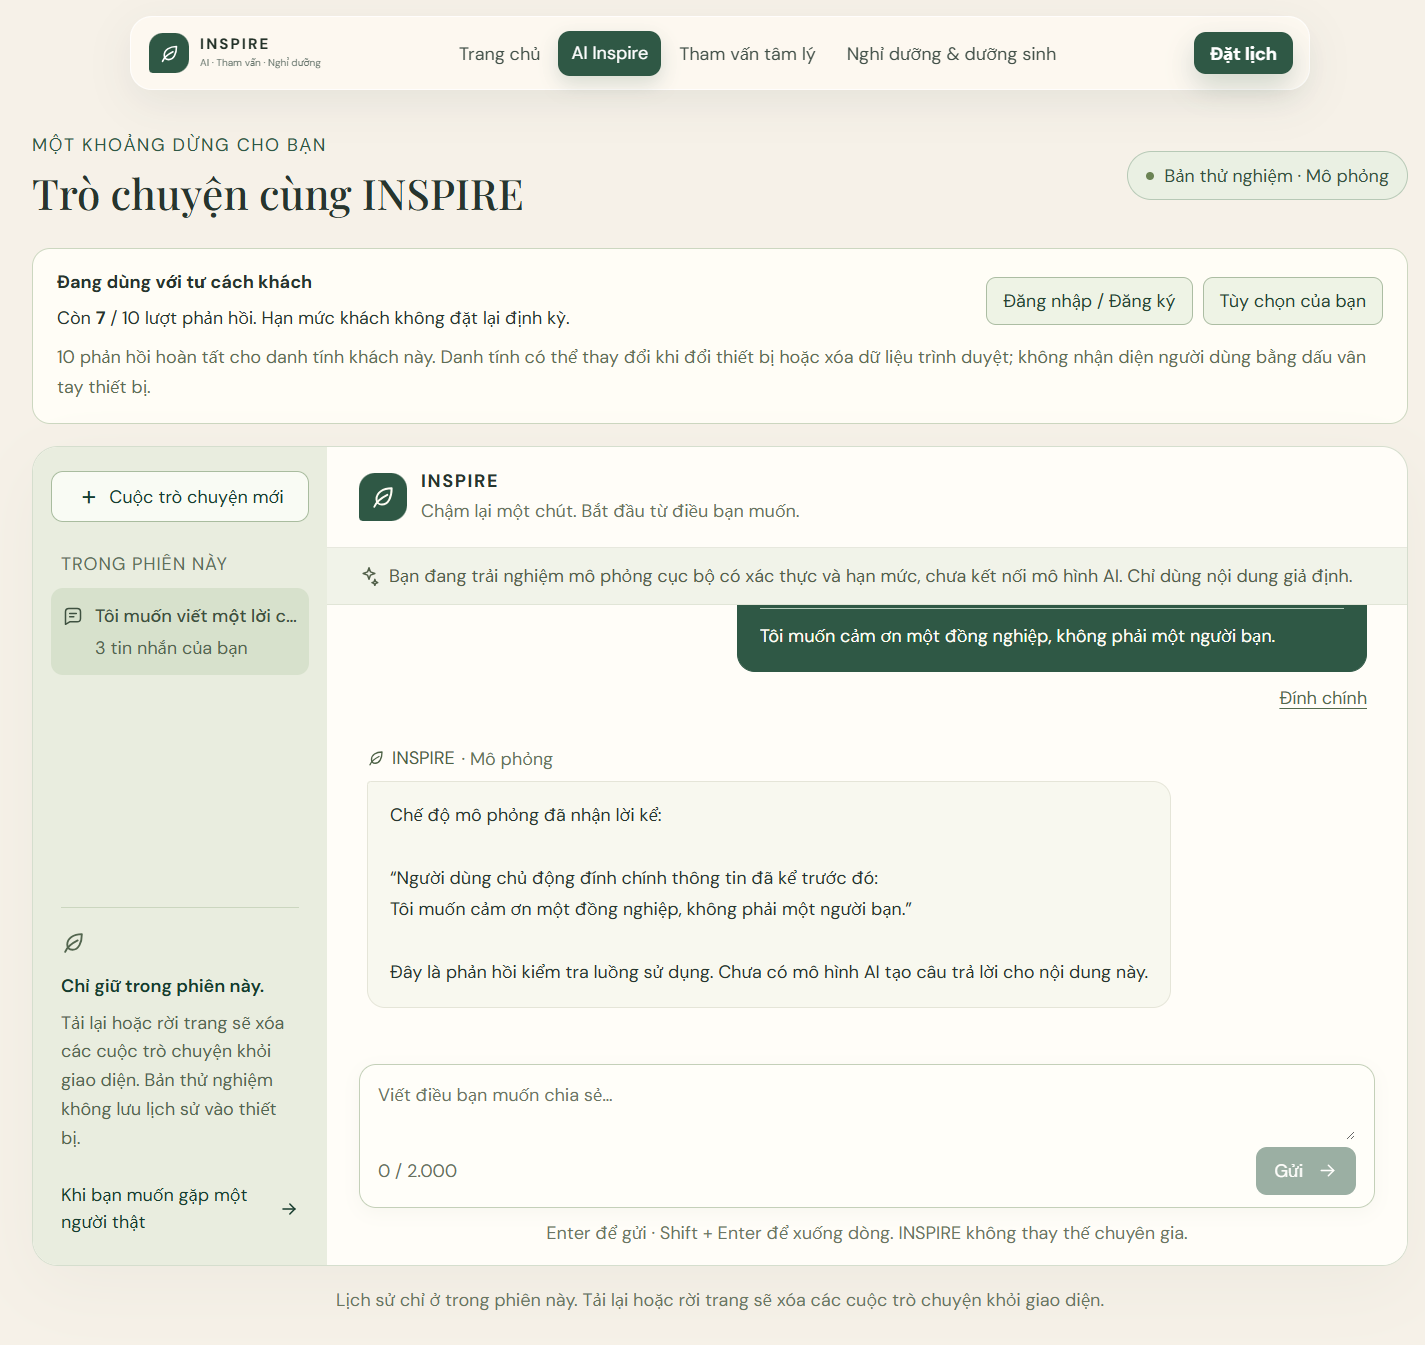 INSPIRE
AI · Tham vấn · Nghỉ dưỡng
Trang chủ
AI Inspire
Tham vấn tâm lý
Nghỉ dưỡng & dưỡng sinh
Đặt lịch
MỘT KHOẢNG DỪNG CHO BẠN
Trò chuyện cùng INSPIRE
Bản thử nghiệm · Mô phỏng
Đang dùng với tư cách khách
Còn 7 / 10 lượt phản hồi. Hạn mức khách không đặt lại định kỳ.
Đăng nhập / Đăng ký
Tùy chọn của bạn
10 phản hồi hoàn tất cho danh tính khách này. Danh tính có thể thay đổi khi đổi thiết bị hoặc xóa dữ liệu trình duyệt; không nhận diện người dùng bằng dấu vân
tay thiết bị.
+ Cuộc trò chuyện mới
TRONG PHIÊN NÀY
Tôi muốn viết một lời c...
3 tin nhắn của bạn
Chỉ giữ trong phiên này.
Tải lại hoặc rời trang sẽ xóa
các cuộc trò chuyện khỏi
giao diện. Bản thử nghiệm
không lưu lịch sử vào thiết
bị.
Khi bạn muốn gặp một
người thật
INSPIRE
Chậm lại một chút. Bắt đầu từ điều bạn muốn.
Bạn đang trải nghiệm mô phỏng cục bộ có xác thực và hạn mức, chưa kết nối mô hình AI. Chỉ dùng nội dung giả định.
Tôi muốn cảm ơn một đồng nghiệp, không phải một người bạn.
Đính chính
INSPIRE · Mô phỏng
Chế độ mô phỏng đã nhận lời kể:
“Người dùng chủ động đính chính thông tin đã kể trước đó:
Tôi muốn cảm ơn một đồng nghiệp, không phải một người bạn.”
Đây là phản hồi kiểm tra luồng sử dụng. Chưa có mô hình AI tạo câu trả lời cho nội dung này.
Viết điều bạn muốn chia sẻ...
0 / 2.000
Gửi
Enter để gửi · Shift + Enter để xuống dòng. INSPIRE không thay thế chuyên gia.
Lịch sử chỉ ở trong phiên này. Tải lại hoặc rời trang sẽ xóa các cuộc trò chuyện khỏi giao diện.